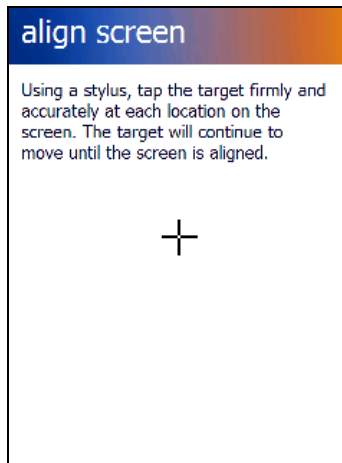 align screen
Using a stylus, tap the target firmly and
accurately at each location on the
screen. The target will continue to
move until the screen is aligned.